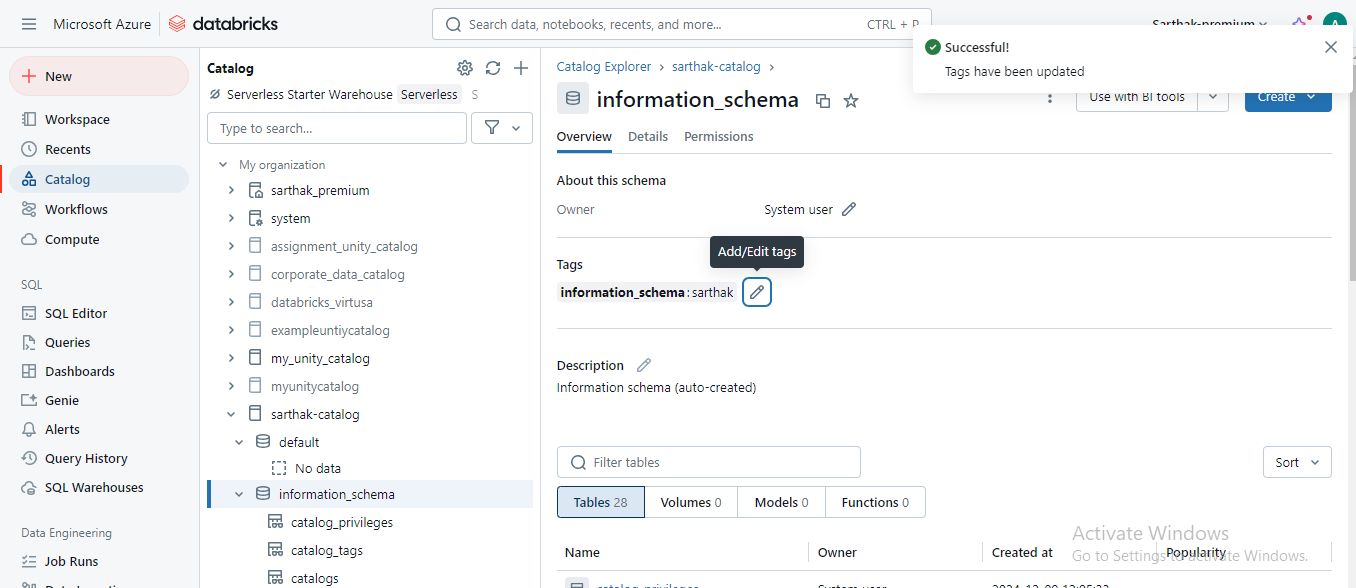 Microsoft Azure databricks Search data, notebooks, recents, and more... CTRL + P Sarthak-premium A
Successful!
Tags have been updated
New
Workspace
Recents
Catalog
Workflows
Compute
SQL
SQL Editor
Queries
Dashboards
Genie
Alerts
Query History
SQL Warehouses
Data Engineering
Job Runs
Catalog
Serverless Starter Warehouse Serverless S
Type to search...
My organization
sarthak_premium
system
assignment_unity_catalog
corporate_data_catalog
databricks_virtusa
exampleuntiycatalog
my_unity_catalog
myunitycatalog
sarthak-catalog
default
No data
information_schema
catalog_privileges
catalog_tags
catalogs
Catalog Explorer › sarthak-catalog ›
information_schema
Use with BI tools Create
Overview Details Permissions
About this schema
Owner System user
Add/Edit tags
Tags
information_schema : sarthak
Description
Information schema (auto-created)
Filter tables Sort
Tables 28 Volumes 0 Models 0 Functions 0
Name Owner Created at Popularity
catalog_privileges System user
Activate Windows
Go to Settings to activate Windows.